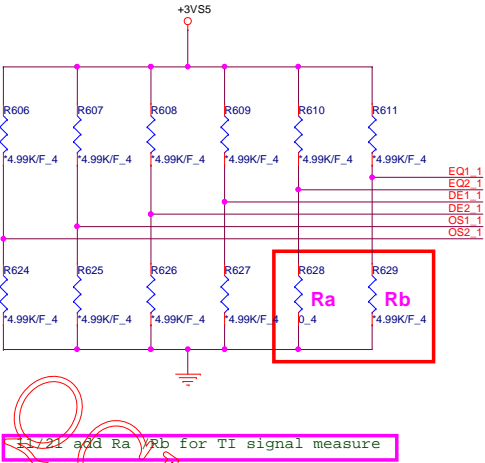 +3VS5
R606 R607 R608 R609 R610 R611
*4.99K/F_4 *4.99K/F_4 *4.99K/F_4 *4.99K/F_4 *4.99K/F_4 *4.99K/F_4
EQ1_1
EQ2_1
DE1_1
DE2_1
OS1_1
OS2_1
R624 R625 R626 R627 R628 R629
Ra Rb
*4.99K/F_4 *4.99K/F_4 *4.99K/F_4 *4.99K/F_4 0_4 *4.99K/F_4
11/21 add Ra /Rb for TI signal measure